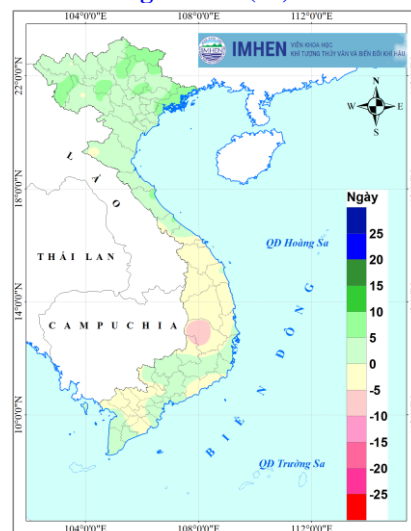 104°0'0"E 108°0'0"E 112°0'0"E
IMHEN VIỆN KHOA HỌC
KHÍ TƯỢNG THỦY VĂN VÀ BIẾN ĐỔI KHÍ HẬU
22°0'0"N
N
W E
S
LÀO
18°0'0"N
Ngày
25
20
15
10
5
0
-5
-10
-15
-20
-25
QĐ Hoàng Sa
THÁI LAN
14°0'0"N
CAMPUCHIA
BIỂN ĐÔNG
10°0'0"N
QĐ Trường Sa
104°0'0"E 108°0'0"E 112°0'0"E